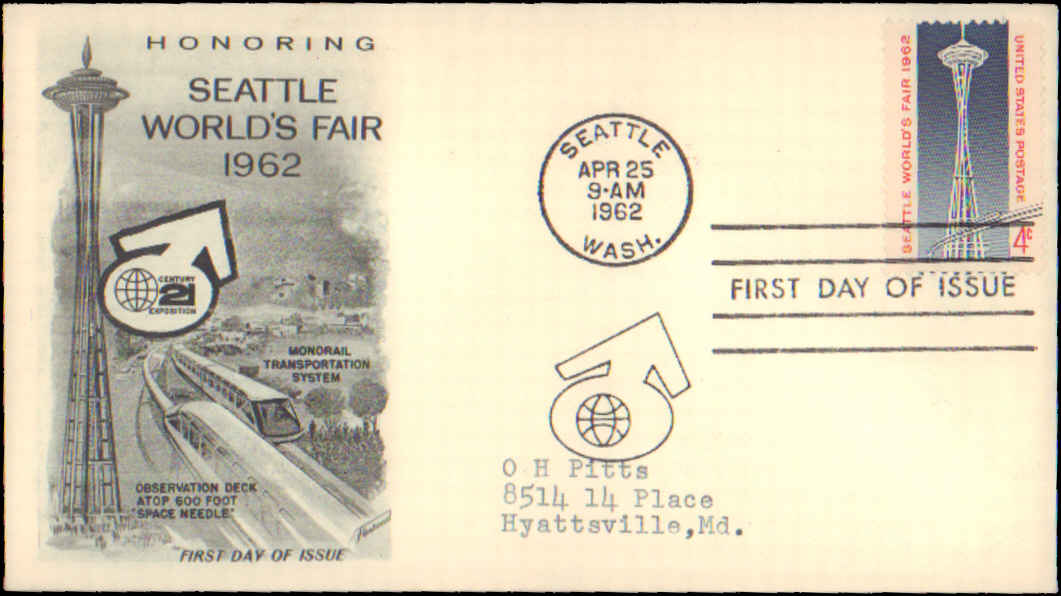 HONORING
SEATTLE
WORLD'S FAIR
1962
CENTURY
21
EXPOSITION
MONORAIL
TRANSPORTATION
SYSTEM
OBSERVATION DECK
ATOP 600 FOOT
"SPACE NEEDLE"
Fleetwood
FIRST DAY OF ISSUE
SEATTLE
APR 25
9-AM
1962
WASH.
SEATTLE WORLD'S FAIR 1962
UNITED STATES POSTAGE
4¢
FIRST DAY OF ISSUE
O H Pitts
8514 14 Place
Hyattsville,Md.